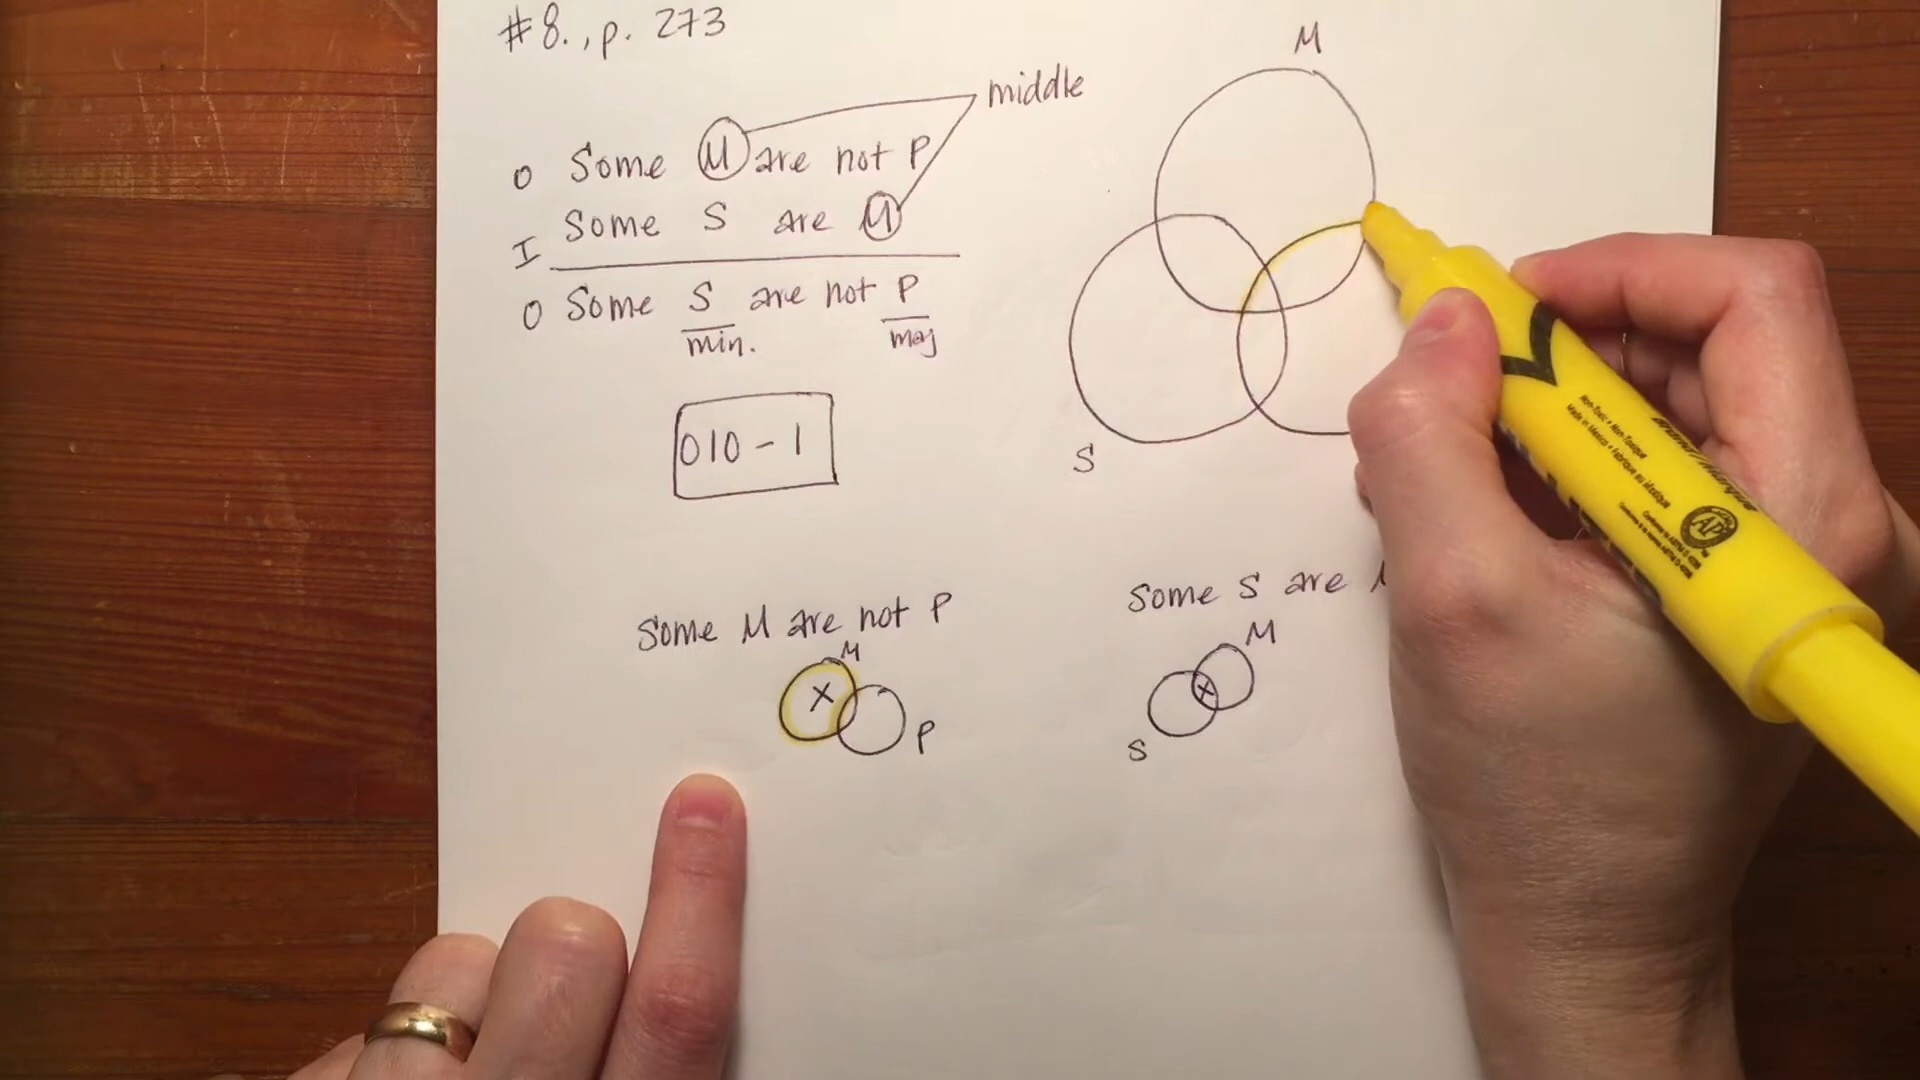 #8., p. 273
M
middle
O Some M are not P
I Some S are M
O Some S are not P
min. maj
S
OIO - 1
Some M are not P
M
X
P
Some S are
M
X
S
AP